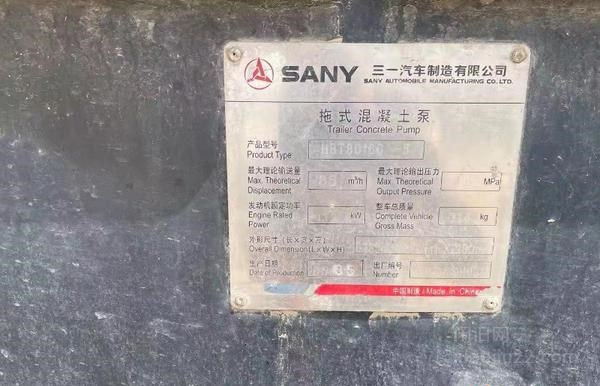 SANY 三一汽车制造有限公司
SANY AUTOMOBILE MANUFACTURING CO. LTD.
拖式混凝土泵
Trailer Concrete Pump
产品型号
Product Type
最大理论输送量
Max. Theoretical
Displacement
m³/h
最大理论输出压力
Max. Theoretical
Output Pressure
MPa
发动机额定功率
Engine Rated
Power
kW
整车总质量
Complete Vehicle
Gross Mass
kg
外形尺寸(长×宽×高)
Overall Dimension(L×W×H)
生产日期
Date of Production
05
出厂编号
Number
中国制造 / Made in China